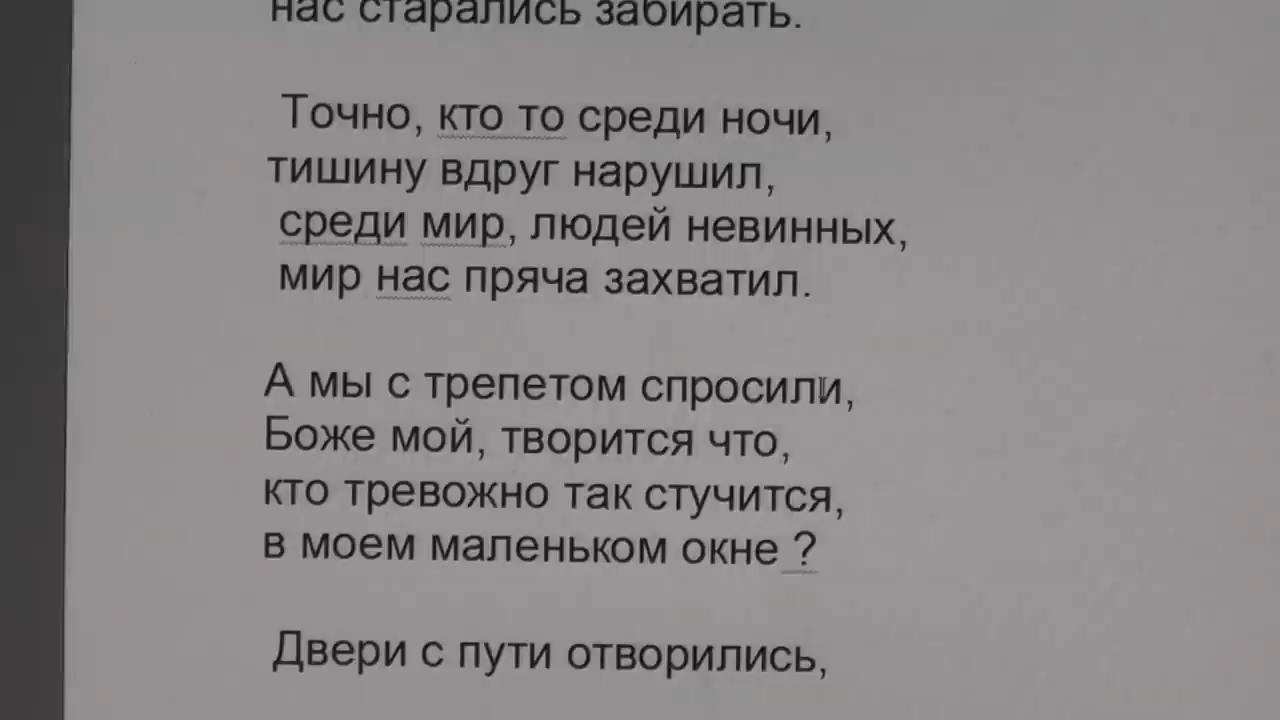 нас старались забирать.
Точно, кто то среди ночи,
тишину вдруг нарушил,
среди мир, людей невинных,
мир нас пряча захватил.
А мы с трепетом спросили,
Боже мой, творится что,
кто тревожно так стучится,
в моем маленьком окне ?
Двери с пути отворились,